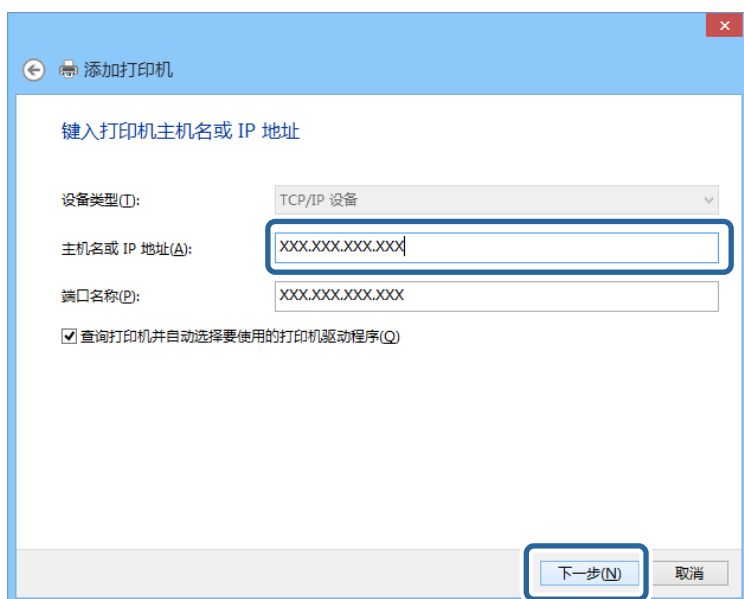 添加打印机
键入打印机主机名或 IP 地址
设备类型(T): TCP/IP 设备
主机名或 IP 地址(A): XXX.XXX.XXX.XXX
端口名称(P): XXX.XXX.XXX.XXX
查询打印机并自动选择要使用的打印机驱动程序(Q)
下一步(N) 取消